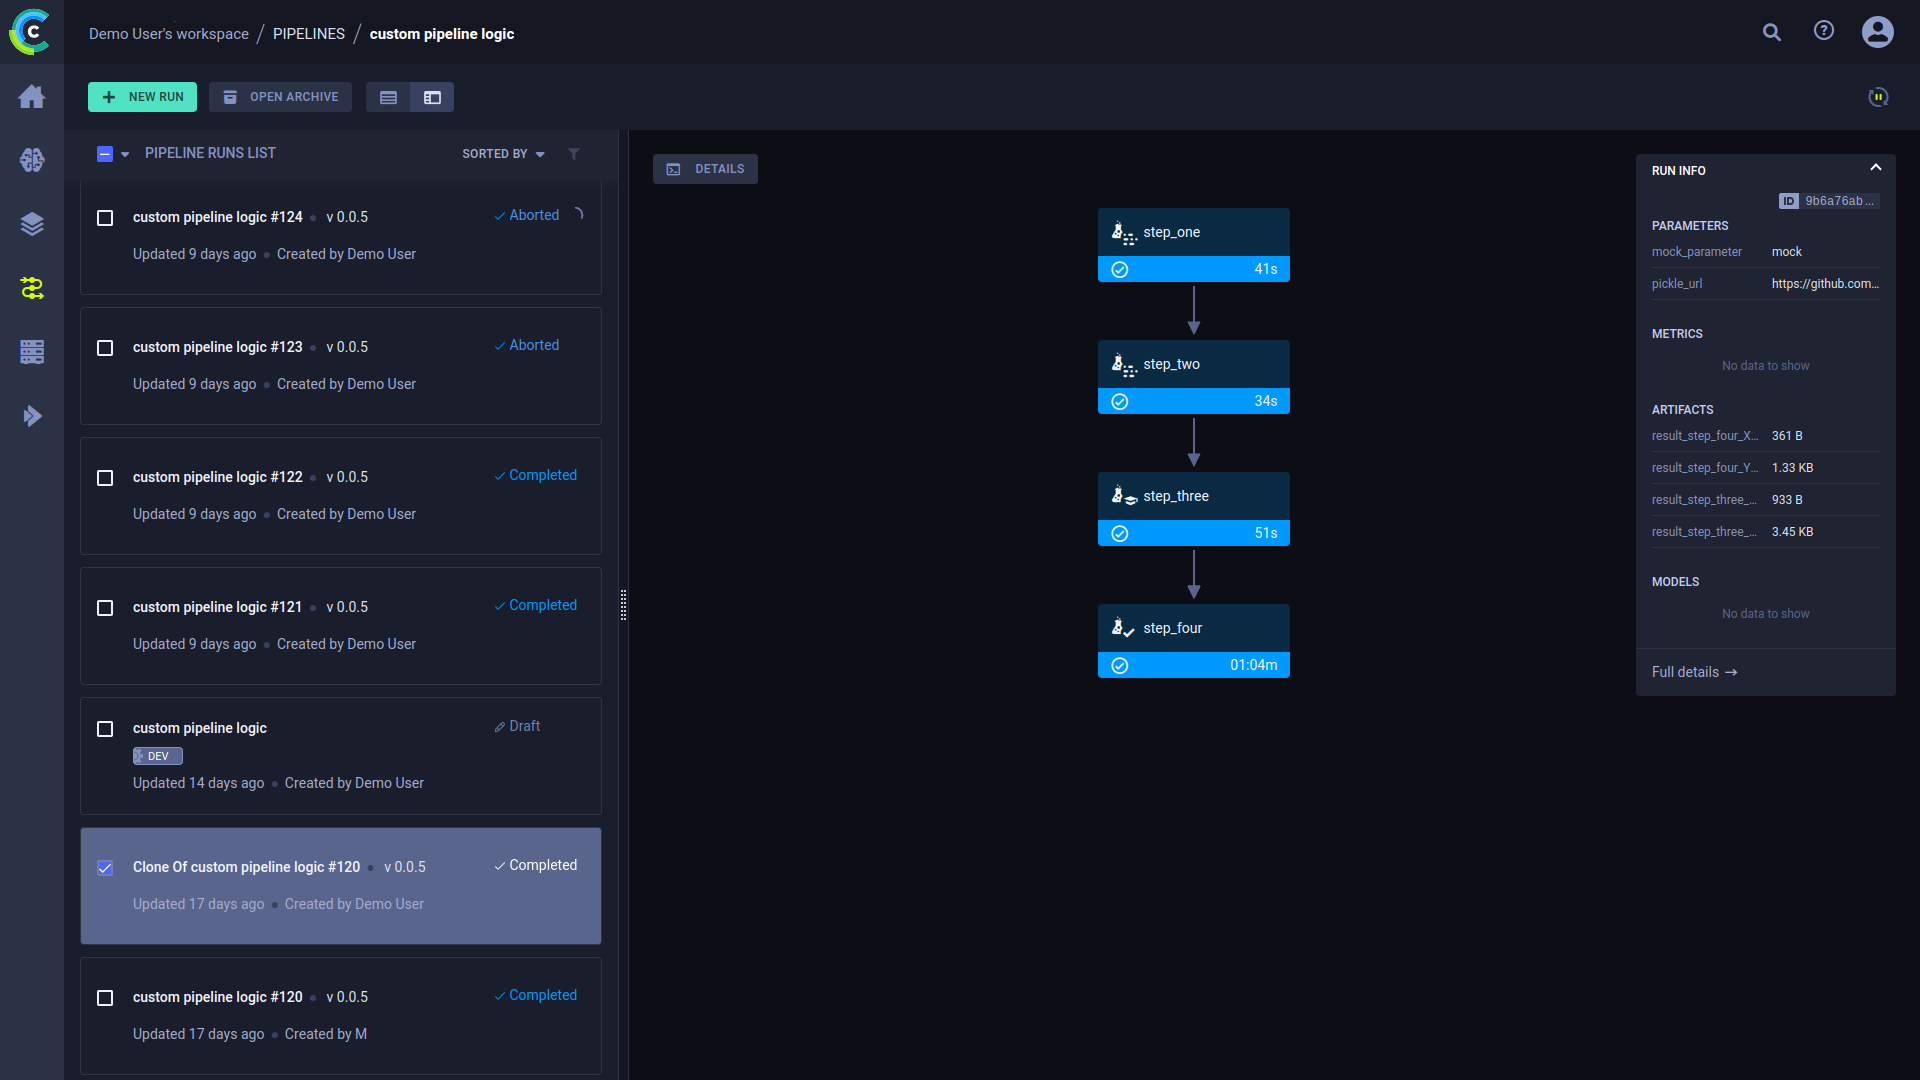 Demo User's workspace / PIPELINES / custom pipeline logic
NEW RUN
OPEN ARCHIVE
PIPELINE RUNS LIST
SORTED BY
custom pipeline logic #124 • v 0.0.5
Aborted
Updated 9 days ago • Created by Demo User
custom pipeline logic #123 • v 0.0.5
Aborted
Updated 9 days ago • Created by Demo User
custom pipeline logic #122 • v 0.0.5
Completed
Updated 9 days ago • Created by Demo User
custom pipeline logic #121 • v 0.0.5
Completed
Updated 9 days ago • Created by Demo User
custom pipeline logic
Draft
DEV
Updated 14 days ago • Created by Demo User
Clone Of custom pipeline logic #120 • v 0.0.5
Completed
Updated 17 days ago • Created by Demo User
custom pipeline logic #120 • v 0.0.5
Completed
Updated 17 days ago • Created by M
DETAILS
step_one
41s
step_two
34s
step_three
51s
step_four
01:04m
RUN INFO
ID 9b6a76ab...
PARAMETERS
mock_parameter mock
pickle_url https://github.com...
METRICS
No data to show
ARTIFACTS
result_step_four_X... 361 B
result_step_four_Y... 1.33 KB
result_step_three_... 933 B
result_step_three_... 3.45 KB
MODELS
No data to show
Full details →